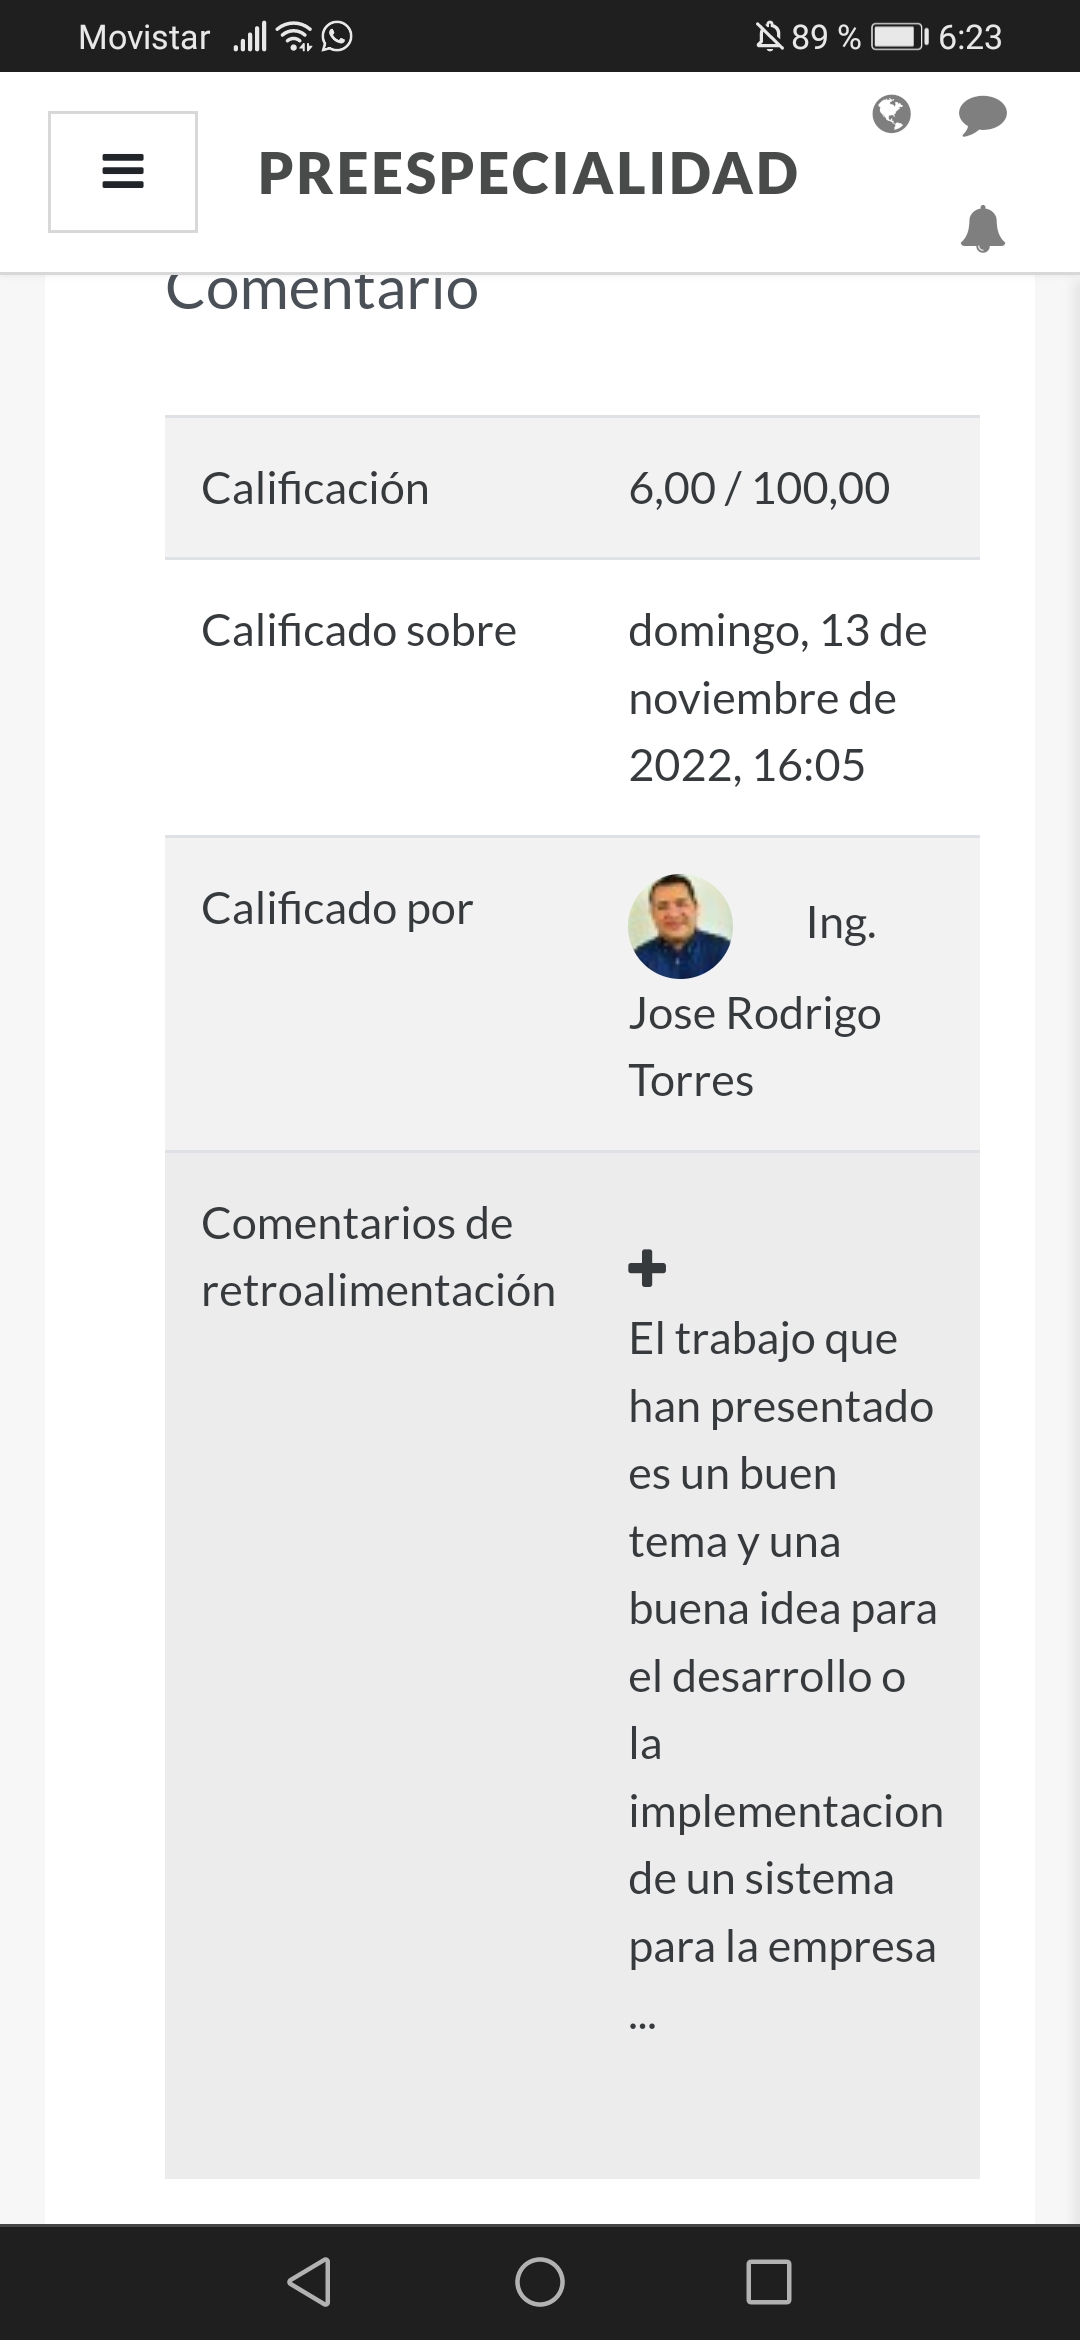 Movistar 89 % 6:23
PREESPECIALIDAD
Comentario
Calificación 6,00 / 100,00
Calificado sobre domingo, 13 de
noviembre de
2022, 16:05
Calificado por Ing.
Jose Rodrigo
Torres
Comentarios de
retroalimentación
El trabajo que
han presentado
es un buen
tema y una
buena idea para
el desarrollo o
la
implementacion
de un sistema
para la empresa
...